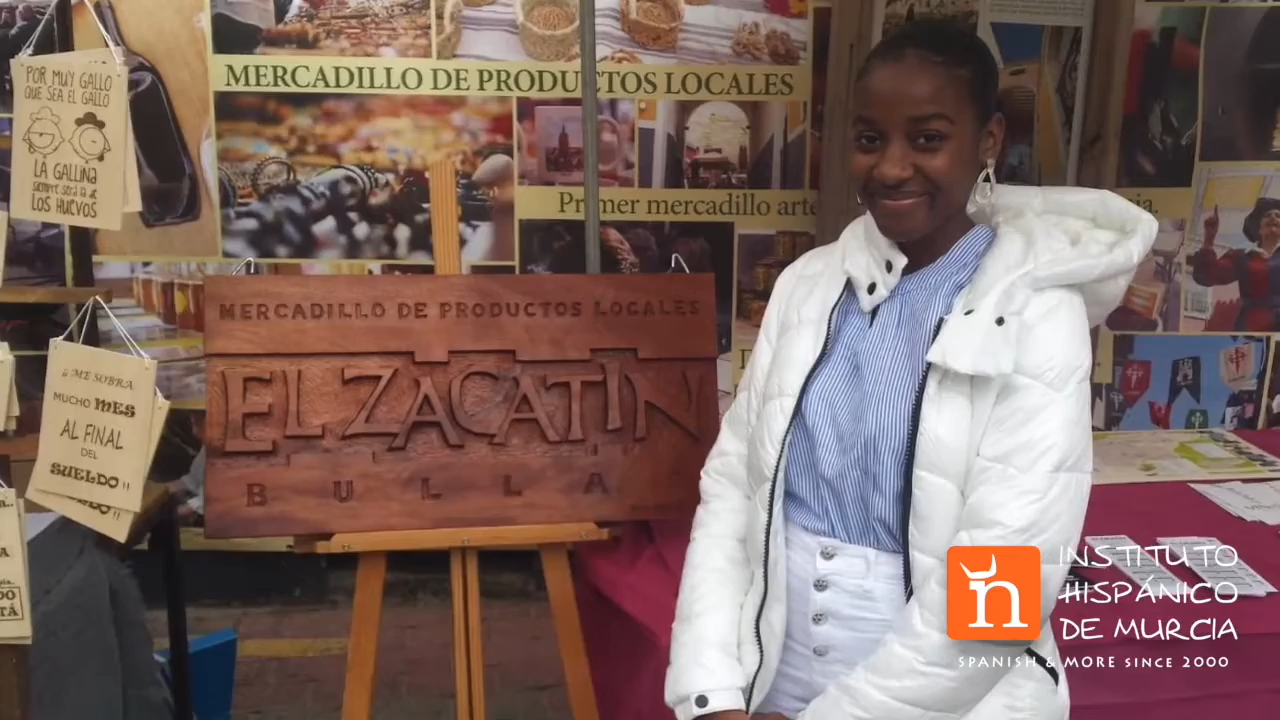 POR MUY GALLO
QUE SEA EL GALLO
LA GALLINA
SIEMPRE SERÁ LA DE
LOS HUEVOS
MERCADILLO DE PRODUCTOS LOCALES
Primer mercadillo arte
MERCADILLO DE PRODUCTOS LOCALES
EL ZACATIN
BULLA
¡¡ ME SOBRA
MUCHO MES
AL FINAL
DEL
SUELDO !!
INSTITUTO
HISPÁNICO
DE MURCIA
SPANISH & MORE SINCE 2000
ñ